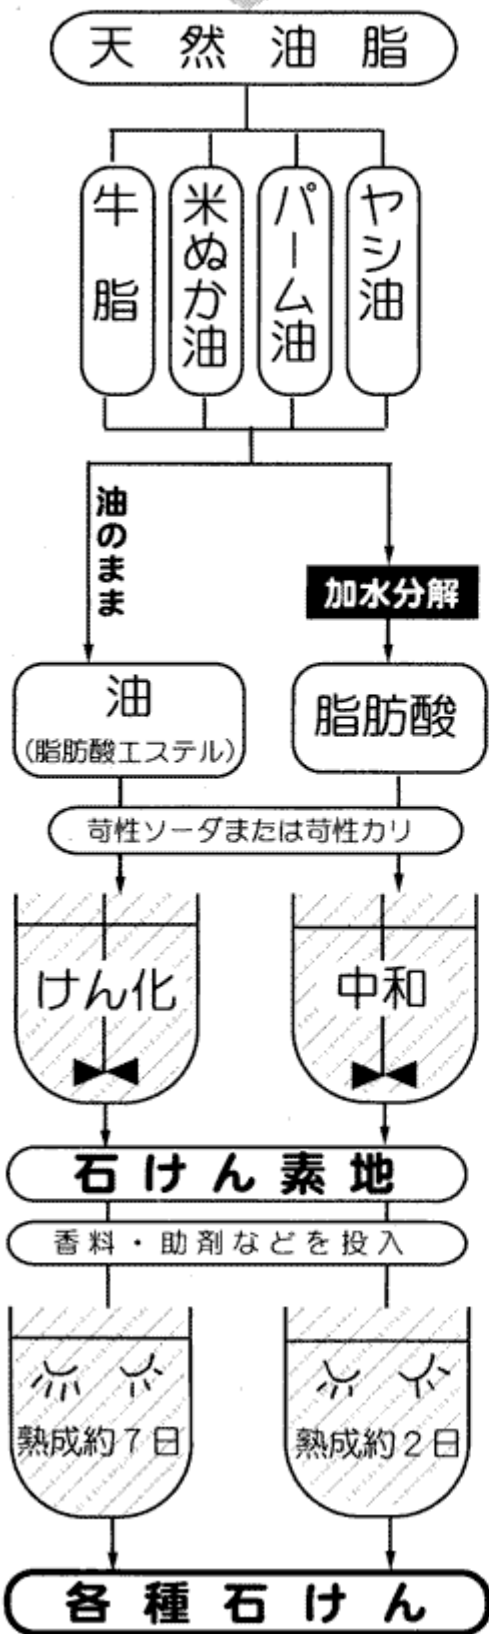 天然油脂
牛脂
米ぬか油
パーム油
ヤシ油
油のまま
加水分解
油
(脂肪酸エステル)
脂肪酸
苛性ソーダまたは苛性カリ
けん化
中和
石けん素地
香料・助剤などを投入
熟成約7日
熟成約2日
各種石けん